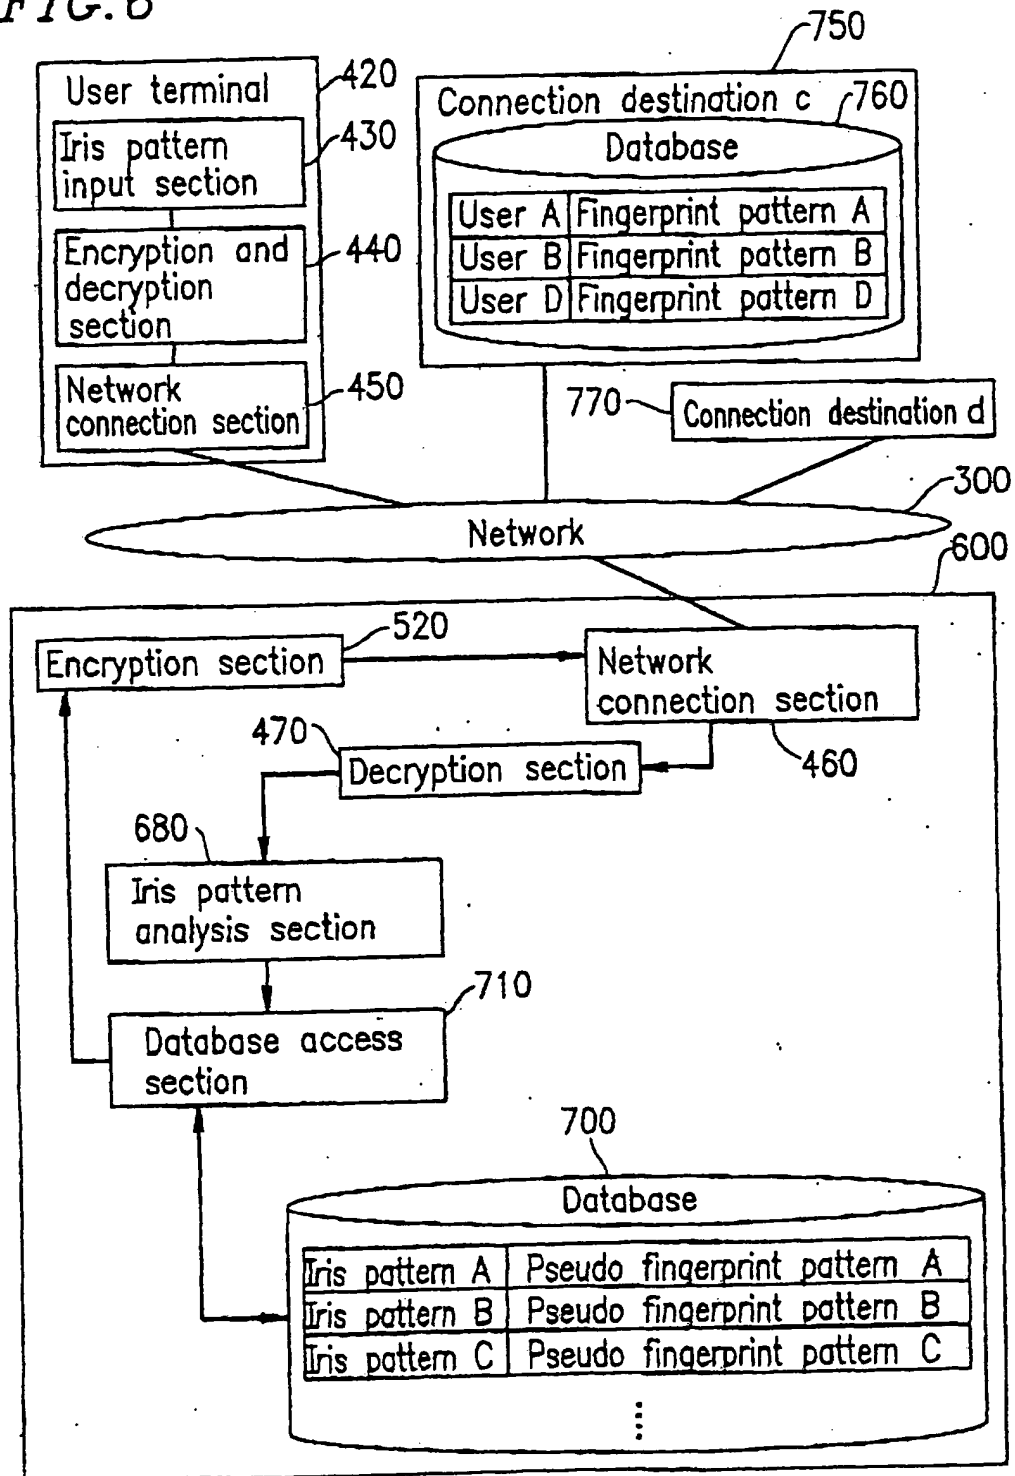 FIG. 6
750
User terminal
420
Connection destination c
760
Iris pattern
input section
430
Database
User A Fingerprint pattern A
User B Fingerprint pattern B
User D Fingerprint pattern D
Encryption and
decryption
section
440
Network
connection section
450
770
Connection destination d
300
Network
600
520
Encryption section
Network
connection section
470
Decryption section
460
680
Iris pattern
analysis section
710
Database access
section
700
Database
Iris pattern A Pseudo fingerprint pattern A
Iris pattern B Pseudo fingerprint pattern B
Iris pattern C Pseudo fingerprint pattern C